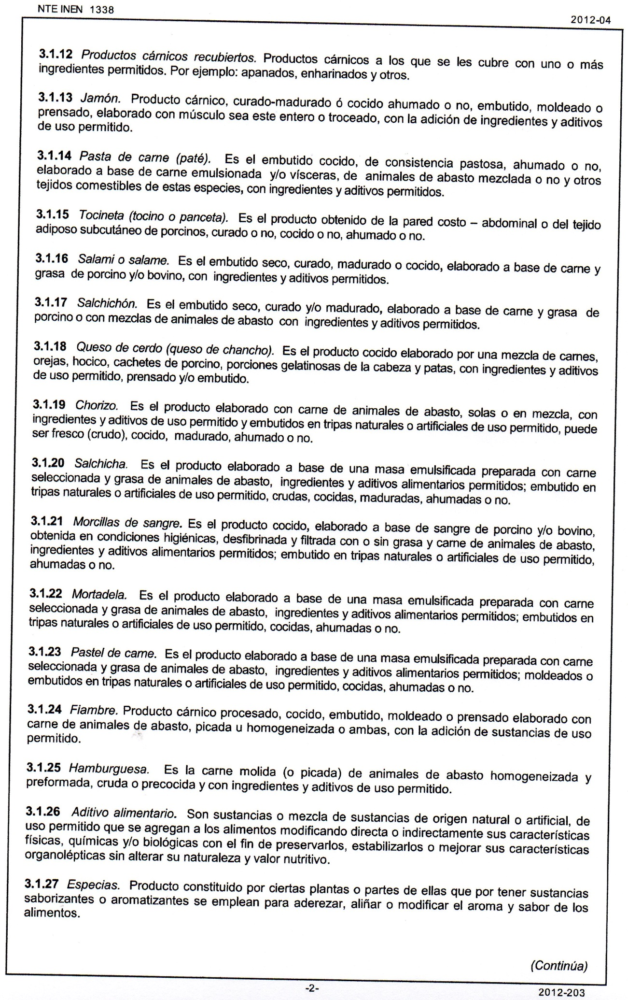 NTE INEN 1338
2012-04
3.1.12 Productos cárnicos recubiertos. Productos cárnicos a los que se les cubre con uno o más
ingredientes permitidos. Por ejemplo: apanados, enharinados y otros.
3.1.13 Jamón. Producto cárnico, curado-madurado ó cocido ahumado o no, embutido, moldeado o
prensado, elaborado con músculo sea este entero o troceado, con la adición de ingredientes y aditivos
de uso permitido.
3.1.14 Pasta de carne (paté). Es el embutido cocido, de consistencia pastosa, ahumado o no,
elaborado a base de carne emulsionada y/o vísceras, de animales de abasto mezclada o no y otros
tejidos comestibles de estas especies, con ingredientes y aditivos permitidos.
3.1.15 Tocineta (tocino o panceta). Es el producto obtenido de la pared costo – abdominal o del tejido
adiposo subcutáneo de porcinos, curado o no, cocido o no, ahumado o no.
3.1.16 Salami o salame. Es el embutido seco, curado, madurado o cocido, elaborado a base de carne y
grasa de porcino y/o bovino, con ingredientes y aditivos permitidos.
3.1.17 Salchichón. Es el embutido seco, curado y/o madurado, elaborado a base de carne y grasa de
porcino o con mezclas de animales de abasto con ingredientes y aditivos permitidos.
3.1.18 Queso de cerdo (queso de chancho). Es el producto cocido elaborado por una mezcla de carnes,
orejas, hocico, cachetes de porcino, porciones gelatinosas de la cabeza y patas, con ingredientes y aditivos
de uso permitido, prensado y/o embutido.
3.1.19 Chorizo. Es el producto elaborado con carne de animales de abasto, solas o en mezcla, con
ingredientes y aditivos de uso permitido y embutidos en tripas naturales o artificiales de uso permitido, puede
ser fresco (crudo), cocido, madurado, ahumado o no.
3.1.20 Salchicha. Es el producto elaborado a base de una masa emulsificada preparada con carne
seleccionada y grasa de animales de abasto, ingredientes y aditivos alimentarios permitidos; embutido en
tripas naturales o artificiales de uso permitido, crudas, cocidas, maduradas, ahumadas o no.
3.1.21 Morcillas de sangre. Es el producto cocido, elaborado a base de sangre de porcino y/o bovino,
obtenida en condiciones higiénicas, desfibrinada y filtrada con o sin grasa y carne de animales de abasto,
ingredientes y aditivos alimentarios permitidos; embutido en tripas naturales o artificiales de uso permitido,
ahumadas o no.
3.1.22 Mortadela. Es el producto elaborado a base de una masa emulsificada preparada con carne
seleccionada y grasa de animales de abasto, ingredientes y aditivos alimentarios permitidos; embutidos en
tripas naturales o artificiales de uso permitido, cocidas, ahumadas o no.
3.1.23 Pastel de carne. Es el producto elaborado a base de una masa emulsificada preparada con carne
seleccionada y grasa de animales de abasto, ingredientes y aditivos alimentarios permitidos; moldeados o
embutidos en tripas naturales o artificiales de uso permitido, cocidas, ahumadas o no.
3.1.24 Fiambre. Producto cárnico procesado, cocido, embutido, moldeado o prensado elaborado con
carne de animales de abasto, picada u homogeneizada o ambas, con la adición de sustancias de uso
permitido.
3.1.25 Hamburguesa. Es la carne molida (o picada) de animales de abasto homogeneizada y
preformada, cruda o precocida y con ingredientes y aditivos de uso permitido.
3.1.26 Aditivo alimentario. Son sustancias o mezcla de sustancias de origen natural o artificial, de
uso permitido que se agregan a los alimentos modificando directa o indirectamente sus características
físicas, químicas y/o biológicas con el fin de preservarlos, estabilizarlos o mejorar sus características
organolépticas sin alterar su naturaleza y valor nutritivo.
3.1.27 Especias. Producto constituido por ciertas plantas o partes de ellas que por tener sustancias
saborizantes o aromatizantes se emplean para aderezar, aliñar o modificar el aroma y sabor de los
alimentos.
(Continúa)
-2-
2012-203